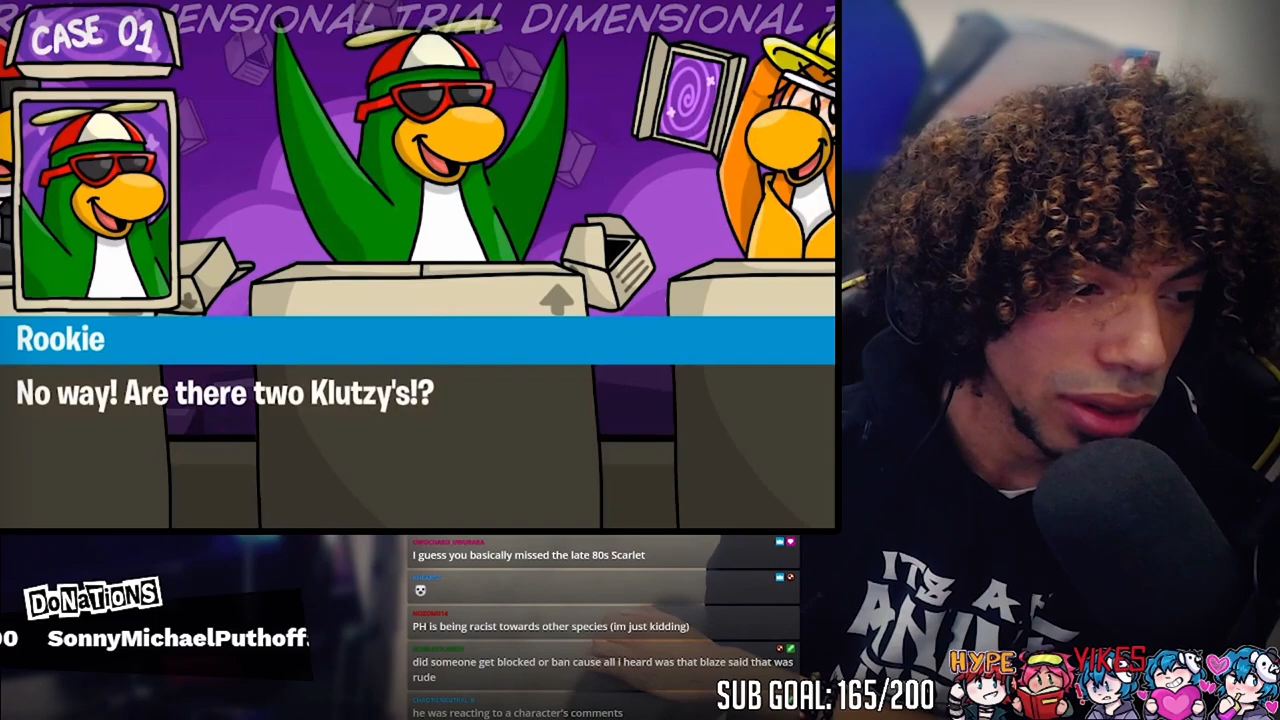 ENSIONAL TRIAL DIMENSIONAL T
CASE 01
Rookie
No way! Are there two Klutzy's!?
I guess you basically missed the late 80s Scarlet
PH is being racist towards other species (im just kidding)
did someone get blocked or ban cause all i heard was that blaze said that was
rude
he was reacting to a character's comments
DONATIONS
00 SonnyMichaelPuthoff.
SUB GOAL: 165/200
ITS A
HYPE
YIKES